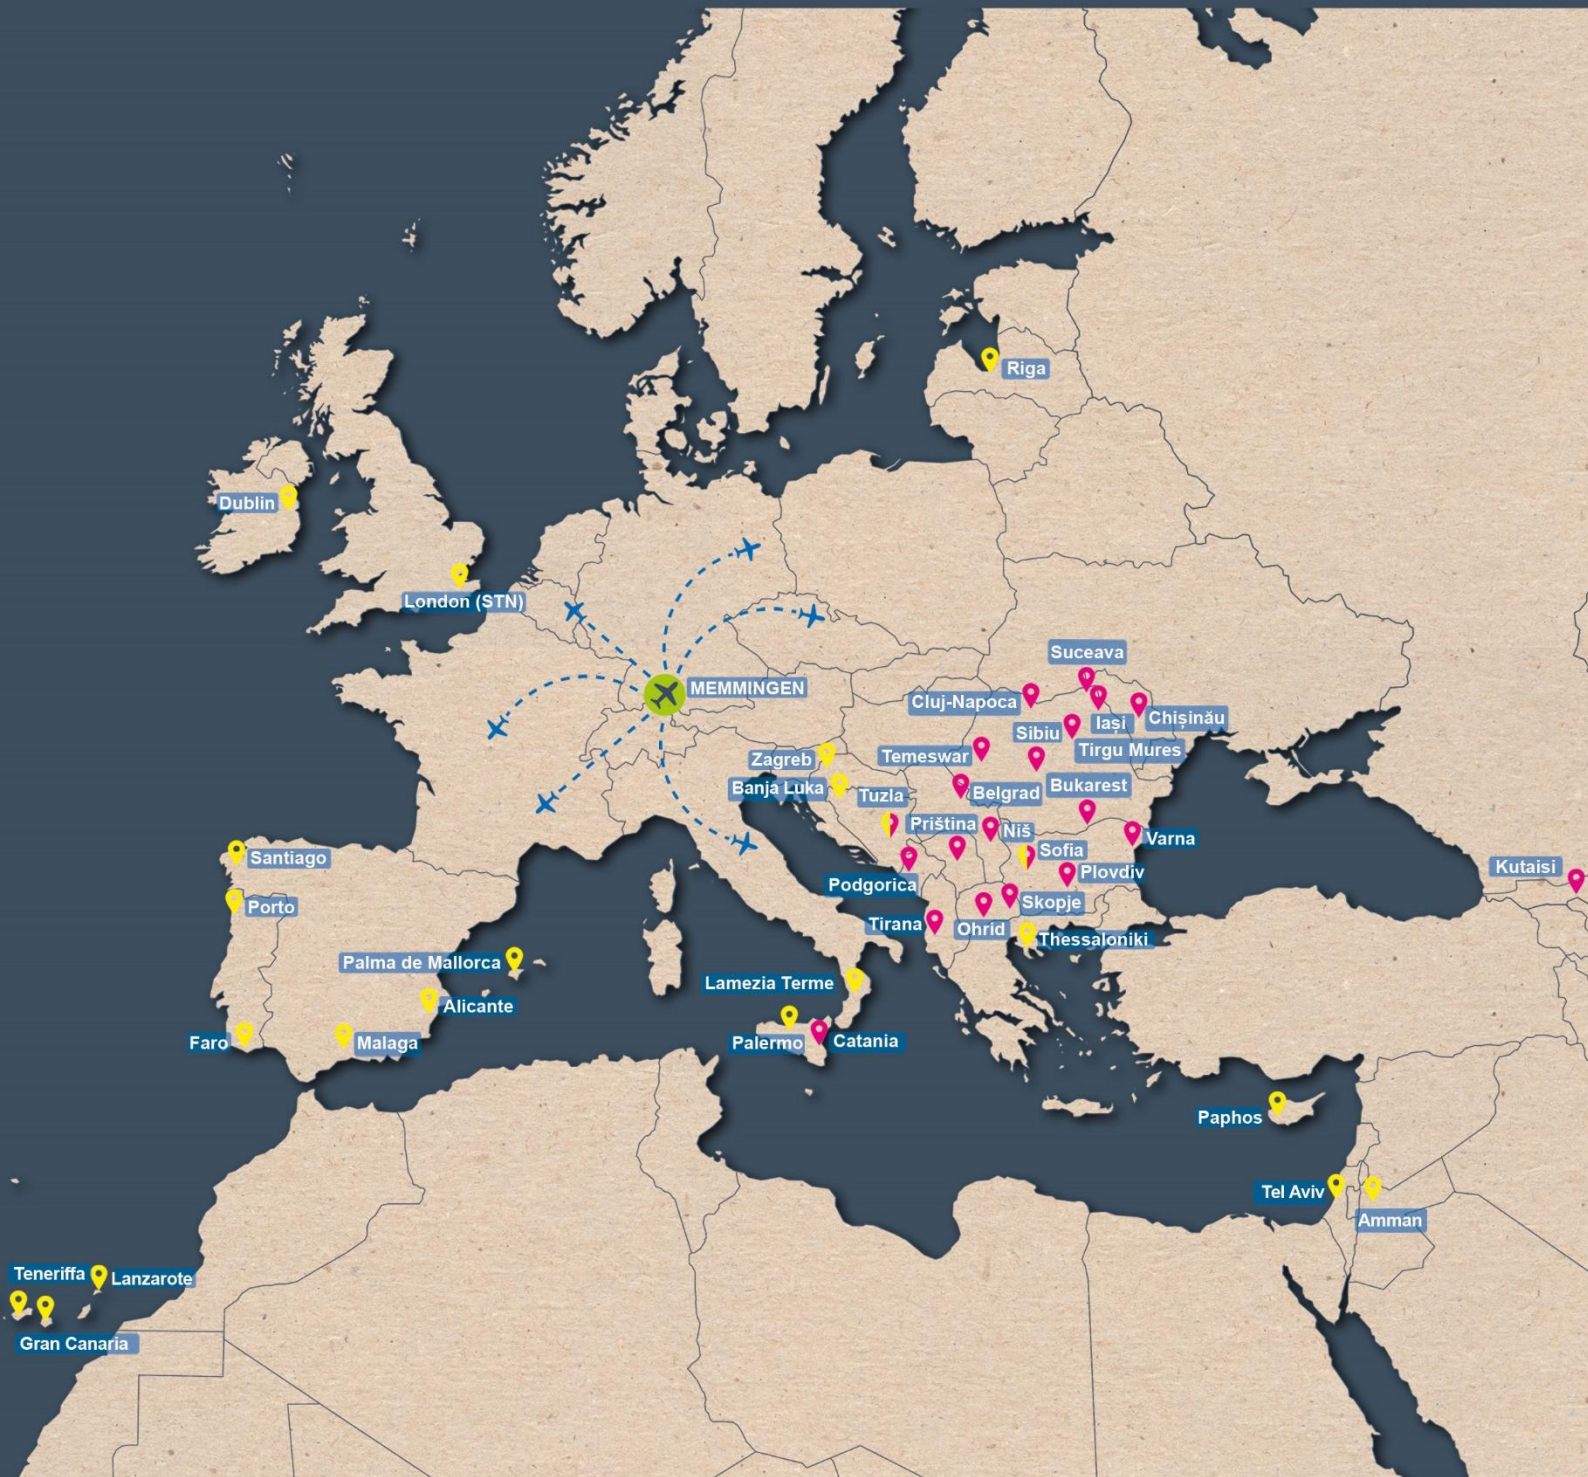 Riga
Dublin
London (STN)
Suceava
MEMMINGEN
Cluj-Napoca
Iași
Chișinău
Sibiu
Tirgu Mures
Zagreb
Temeswar
Banja Luka
Tuzla
Belgrad
Bukarest
Priština
Niš
Varna
Sofia
Santiago
Kutaisi
Plovdiv
Podgorica
Skopje
Porto
Tirana
Ohrid
Thessaloniki
Palma de Mallorca
Lamezia Terme
Alicante
Faro
Malaga
Palermo
Catania
Paphos
Tel Aviv
Amman
Teneriffa
Lanzarote
Gran Canaria